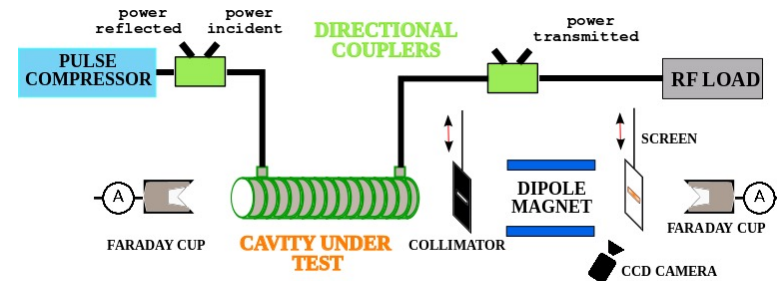 power
reflected
power
incident
DIRECTIONAL
COUPLERS
power
transmitted
PULSE
COMPRESSOR
RF LOAD
SCREEN
A
DIPOLE
MAGNET
A
FARADAY CUP
CAVITY UNDER
TEST
COLLIMATOR
FARADAY CUP
CCD CAMERA